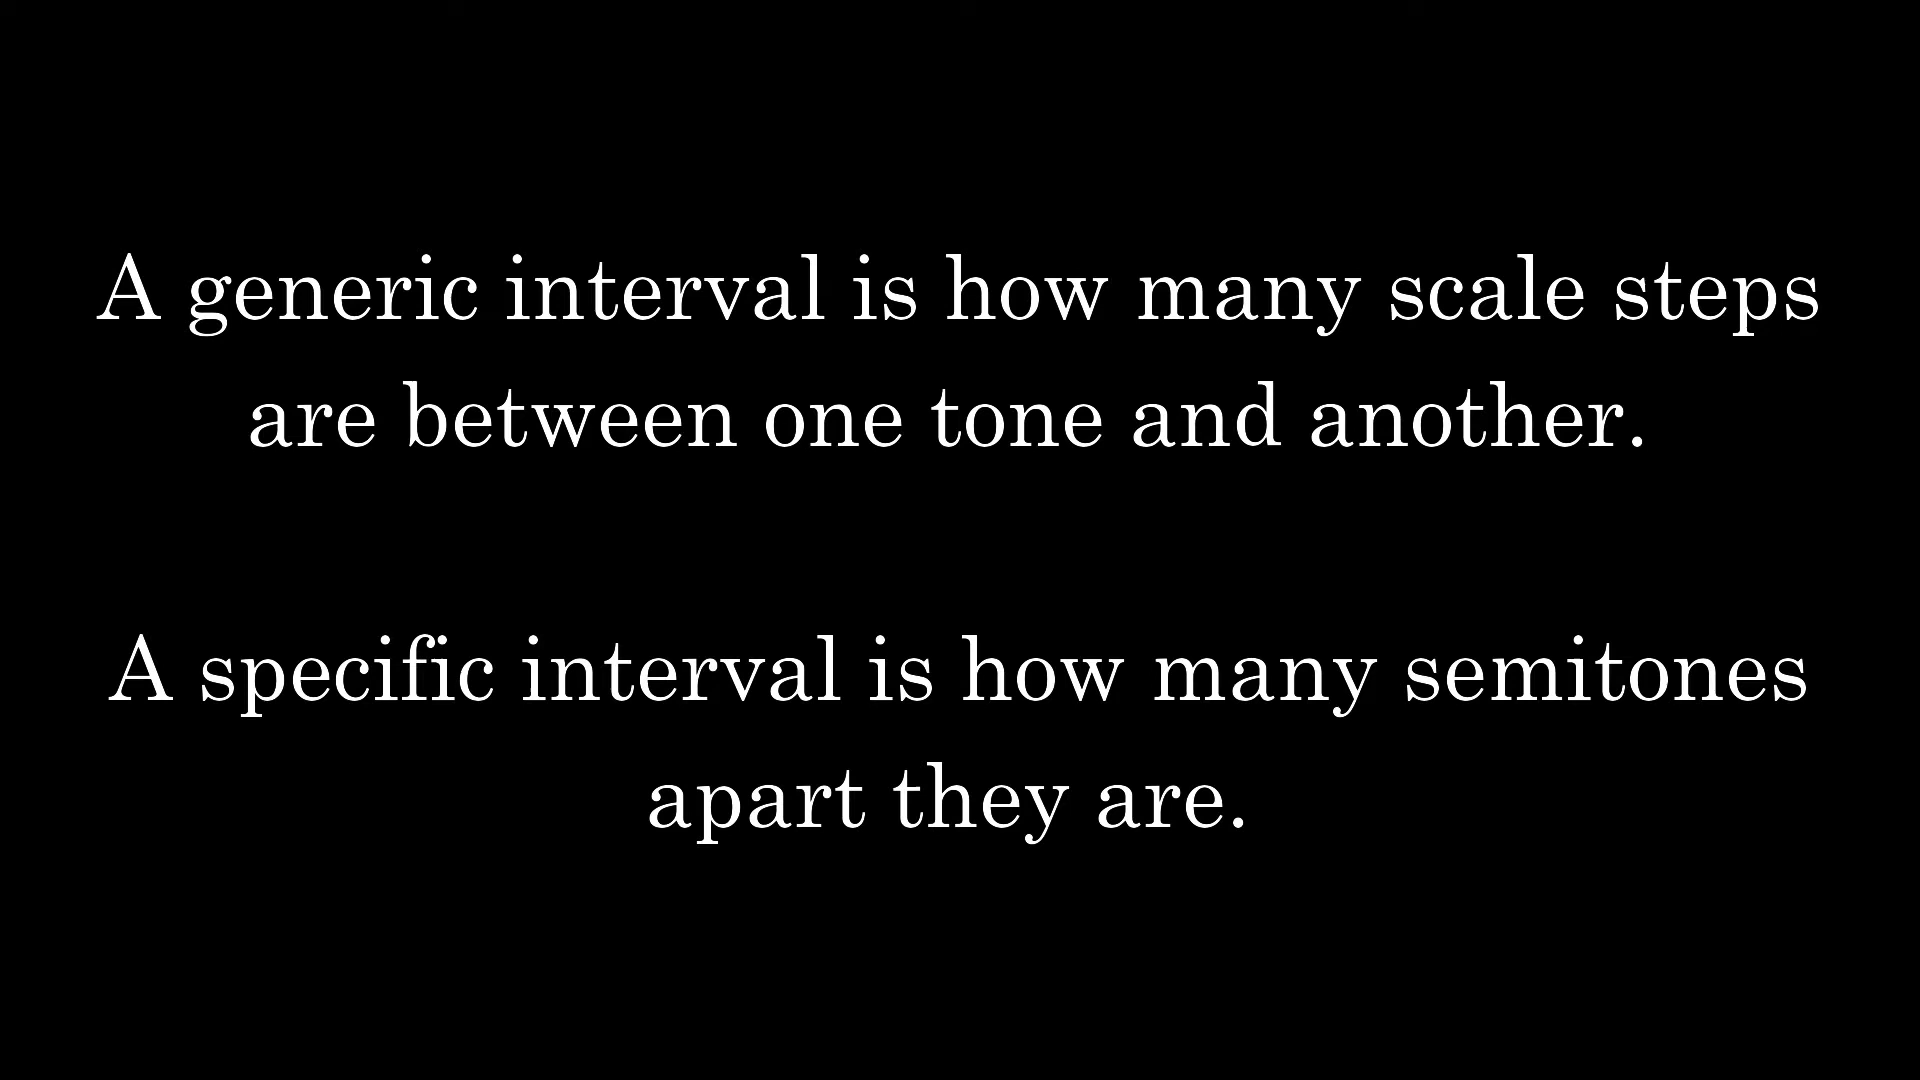 A generic interval is how many scale steps
are between one tone and another.
A specific interval is how many semitones
apart they are.